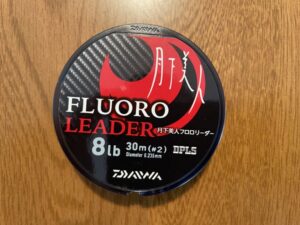 月下美人
FLUORO
LEADER
月下美人フロロリーダー
8lb
30m(#2)
Diameter 0.235mm
DPLS
DAIWA